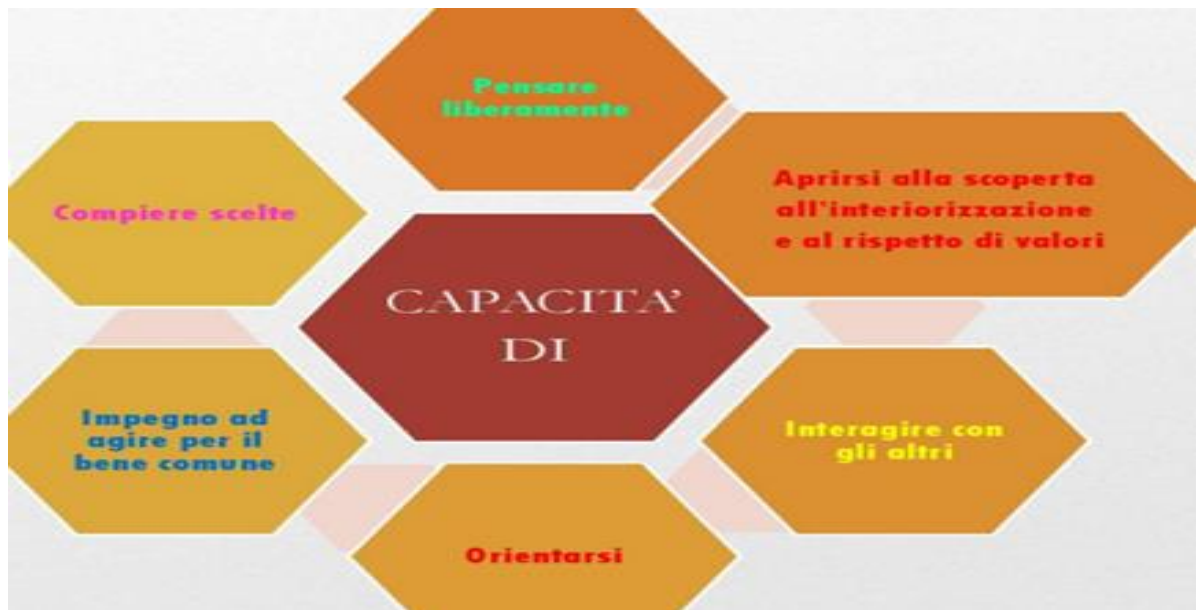 Pensare
liberamente
Aprirsi alla scoperta
all'interiorizzazione
e al rispetto di valori
Compiere scelte
CAPACITA'
DI
Impegno ad
agire per il
bene comune
Interagire con
gli altri
Orientarsi